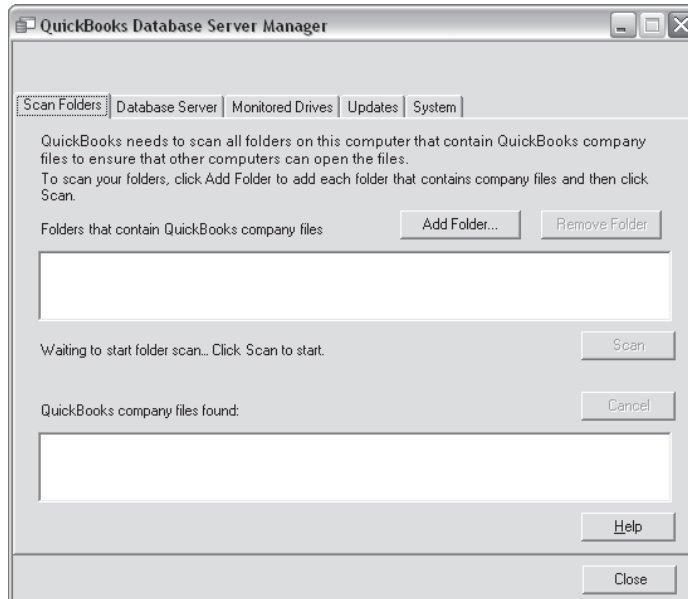 QuickBooks Database Server Manager
Scan Folders Database Server Monitored Drives Updates System
QuickBooks needs to scan all folders on this computer that contain QuickBooks company
files to ensure that other computers can open the files.
To scan your folders, click Add Folder to add each folder that contains company files and then click
Scan.
Folders that contain QuickBooks company files Add Folder... Remove Folder
Waiting to start folder scan... Click Scan to start. Scan
Cancel
QuickBooks company files found:
Help
Close